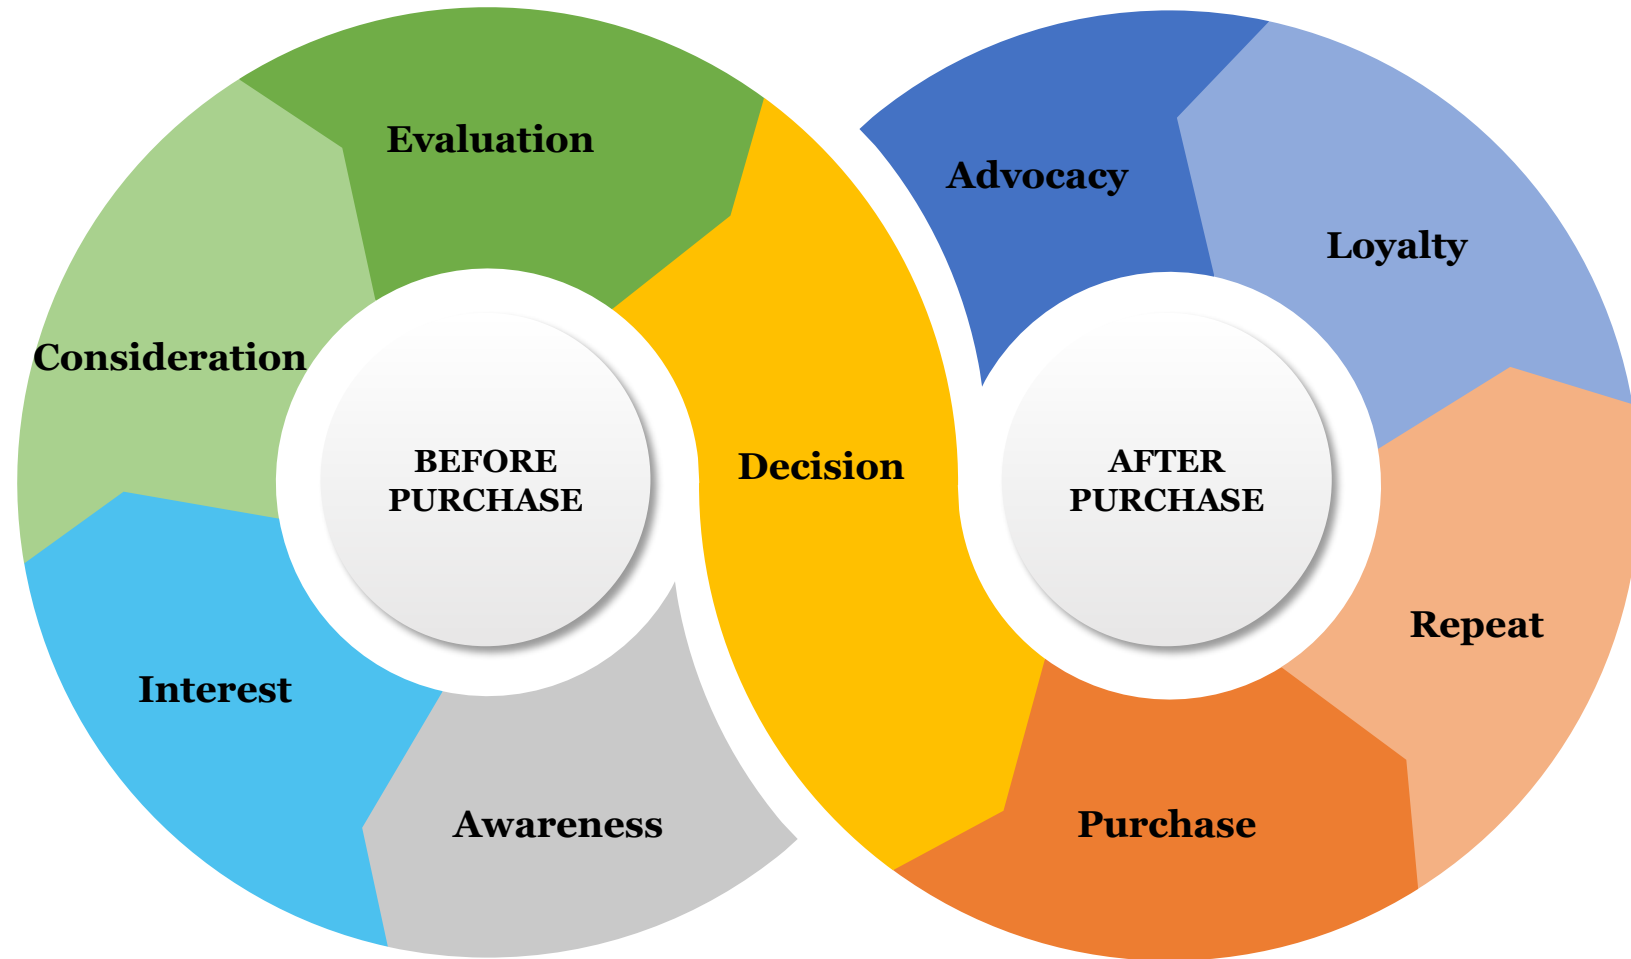 Evaluation
Advocacy
Loyalty
Consideration
BEFORE
PURCHASE
Decision
AFTER
PURCHASE
Repeat
Interest
Awareness
Purchase